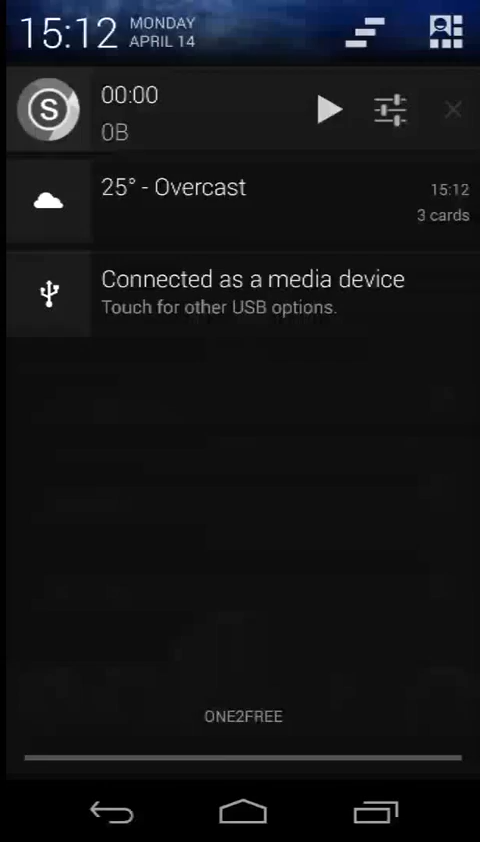 15:12
MONDAY
APRIL 14
S
00:00
0B
25° - Overcast
15:12
3 cards
Connected as a media device
Touch for other USB options.
ONE2FREE